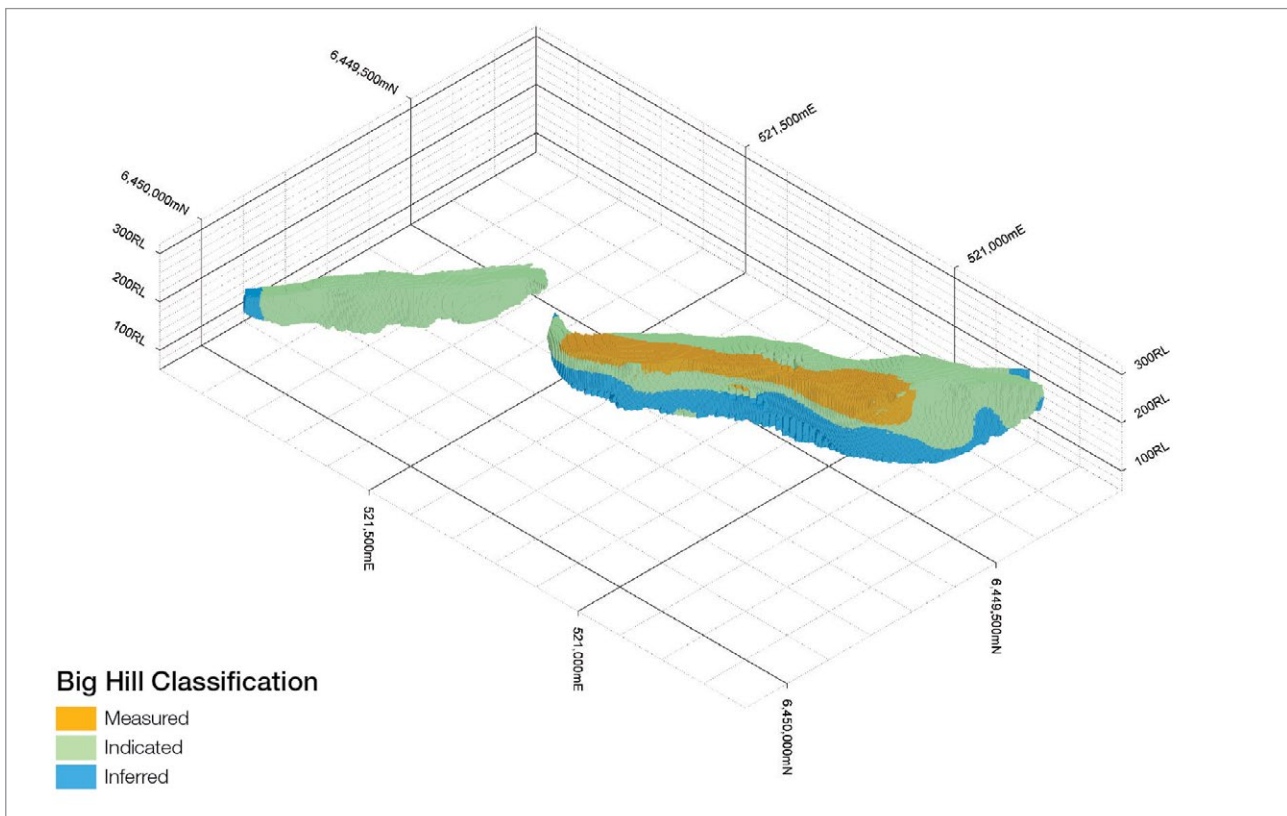 6,449,500mN
521,500mE
6,450,000mN
300RL
200RL
100RL
521,000mE
300RL
200RL
100RL
521,500mE
521,000mE
6,449,500mN
6,450,000mN
Big Hill Classification
Measured
Indicated
Inferred